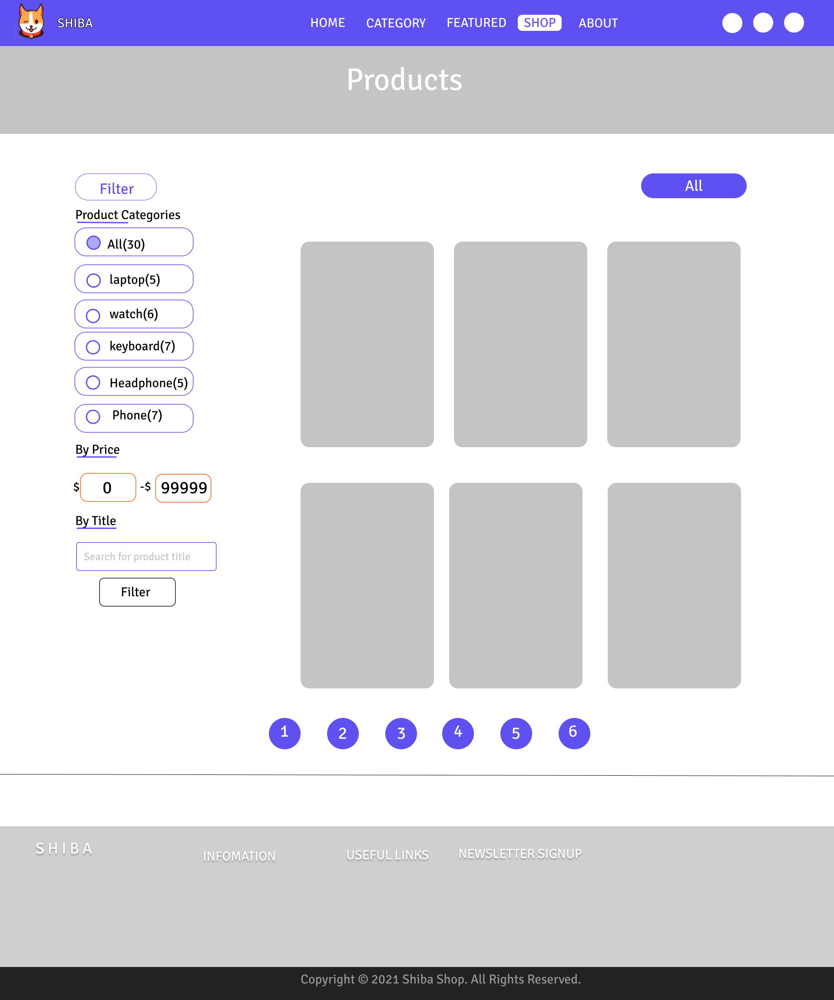 SHIBA
HOME CATEGORY FEATURED SHOP ABOUT
Products
Filter
All
Product Categories
All(30)
laptop(5)
watch(6)
keyboard(7)
Headphone(5)
Phone(7)
By Price
$ 0 -$ 99999
By Title
Search for product title
Filter
1 2 3 4 5 6
S H I B A
INFOMATION
USEFUL LINKS
NEWSLETTER SIGNUP
Copyright © 2021 Shiba Shop. All Rights Reserved.